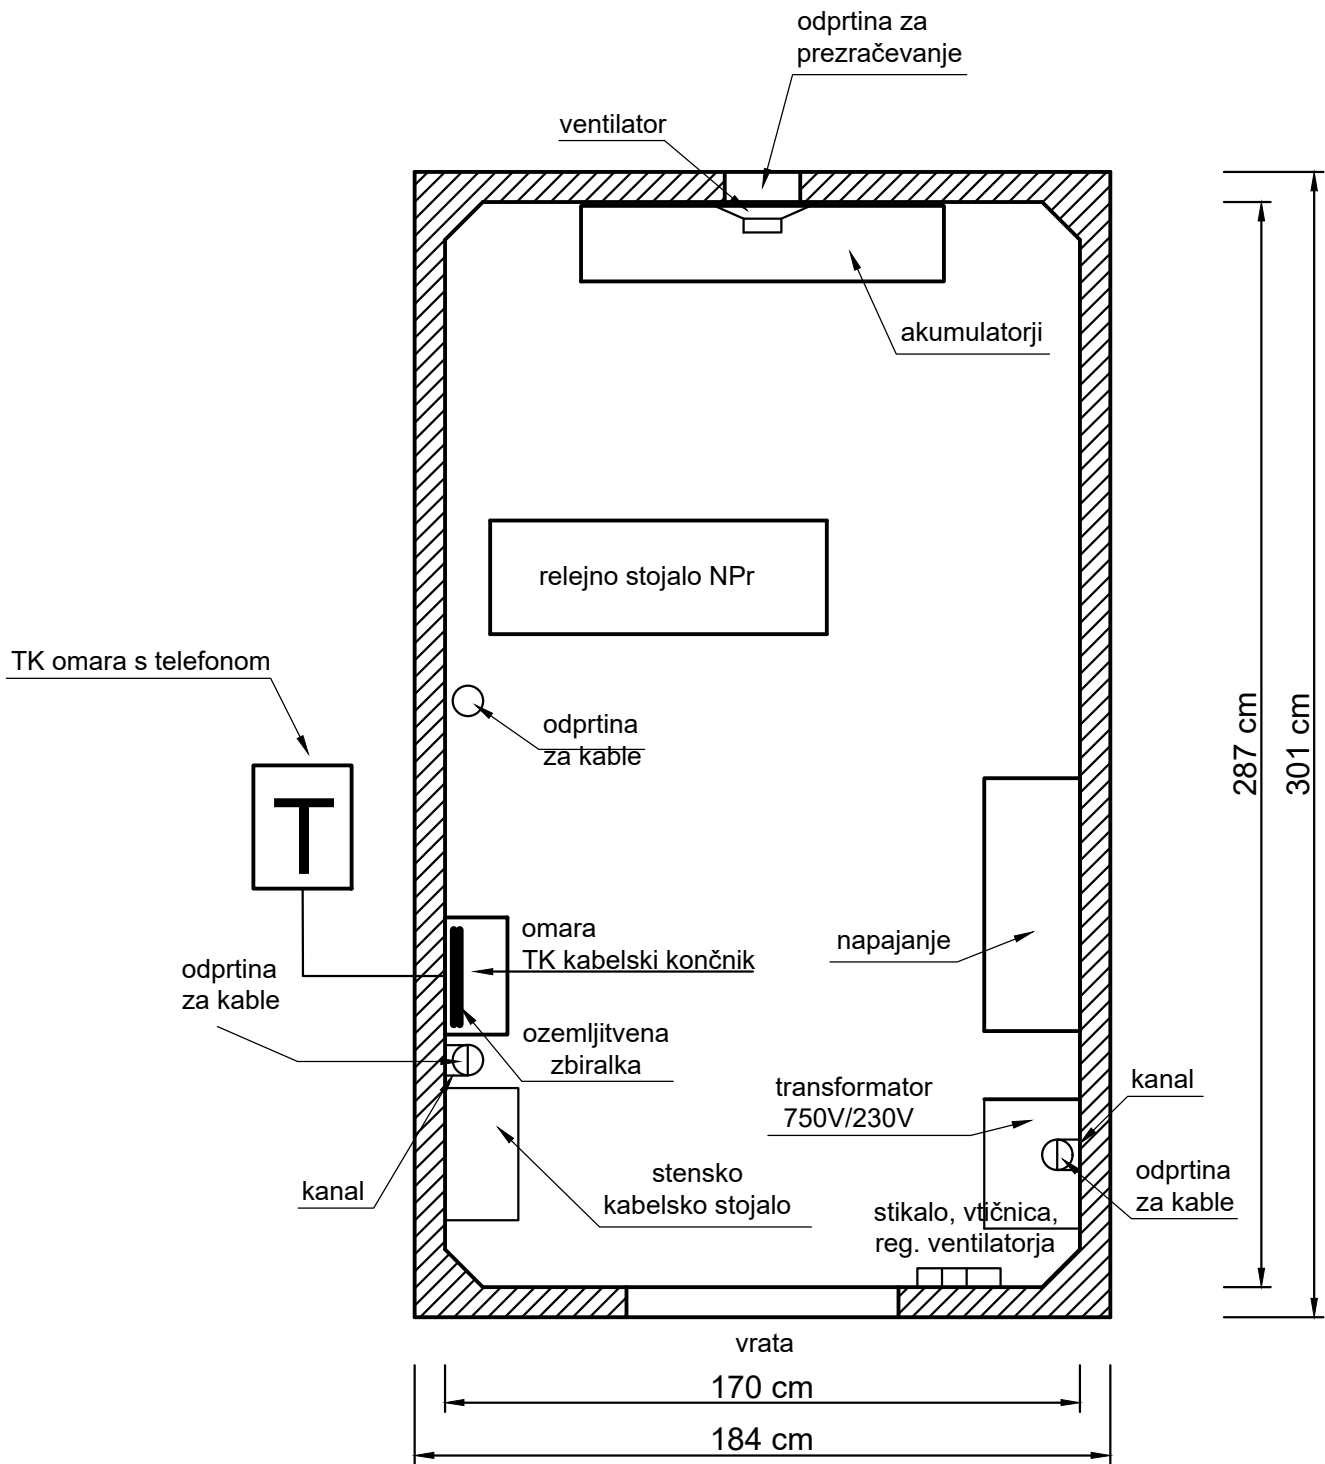 odprtina za
prezračevanje
ventilator
akumulatorji
relejno stojalo NPr
TK omara s telefonom
odprtina
za kable
T
287 cm
301 cm
omara
TK kabelski končnik
napajanje
odprtina
za kable
ozemljitvena
zbiralka
transformator
750V/230V
kanal
stensko
kabelsko stojalo
kanal
odprtina
za kable
stikalo, vtičnica,
reg. ventilatorja
vrata
170 cm
184 cm